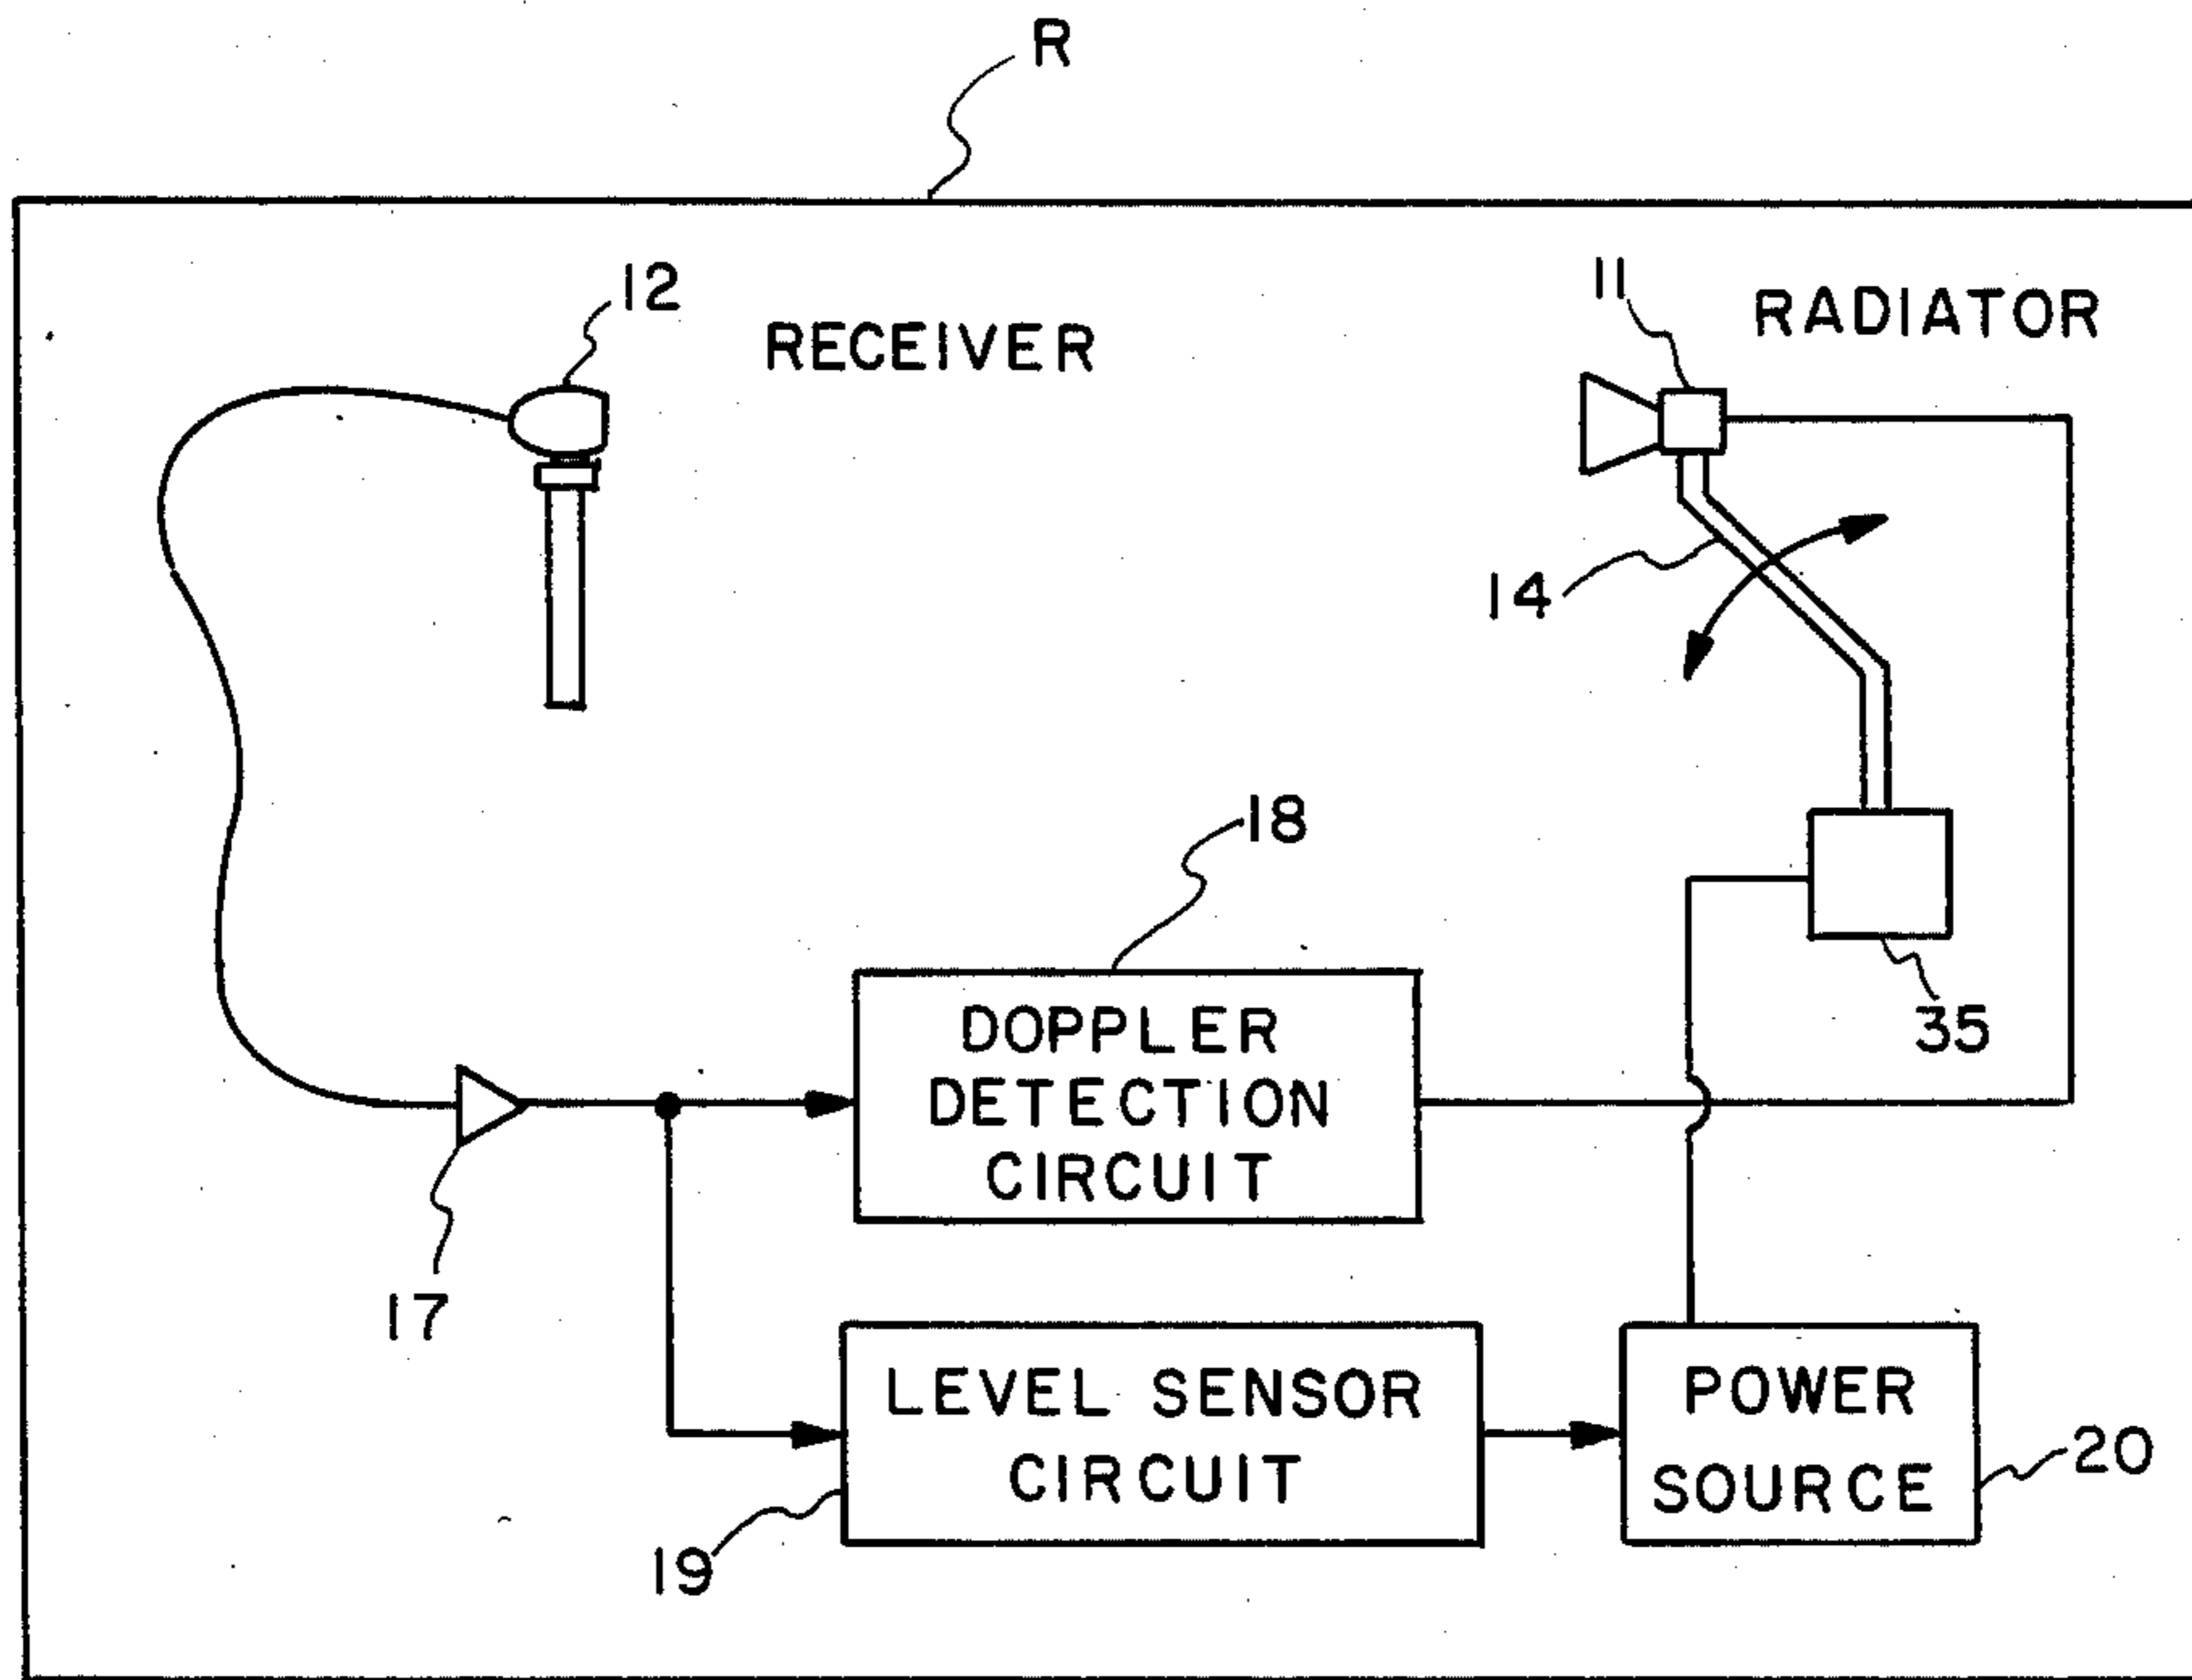 R
12
RECEIVER
11
RADIATOR
14
18
35
DOPPLER
DETECTION
CIRCUIT
17
LEVEL SENSOR
CIRCUIT
19
POWER
SOURCE
20